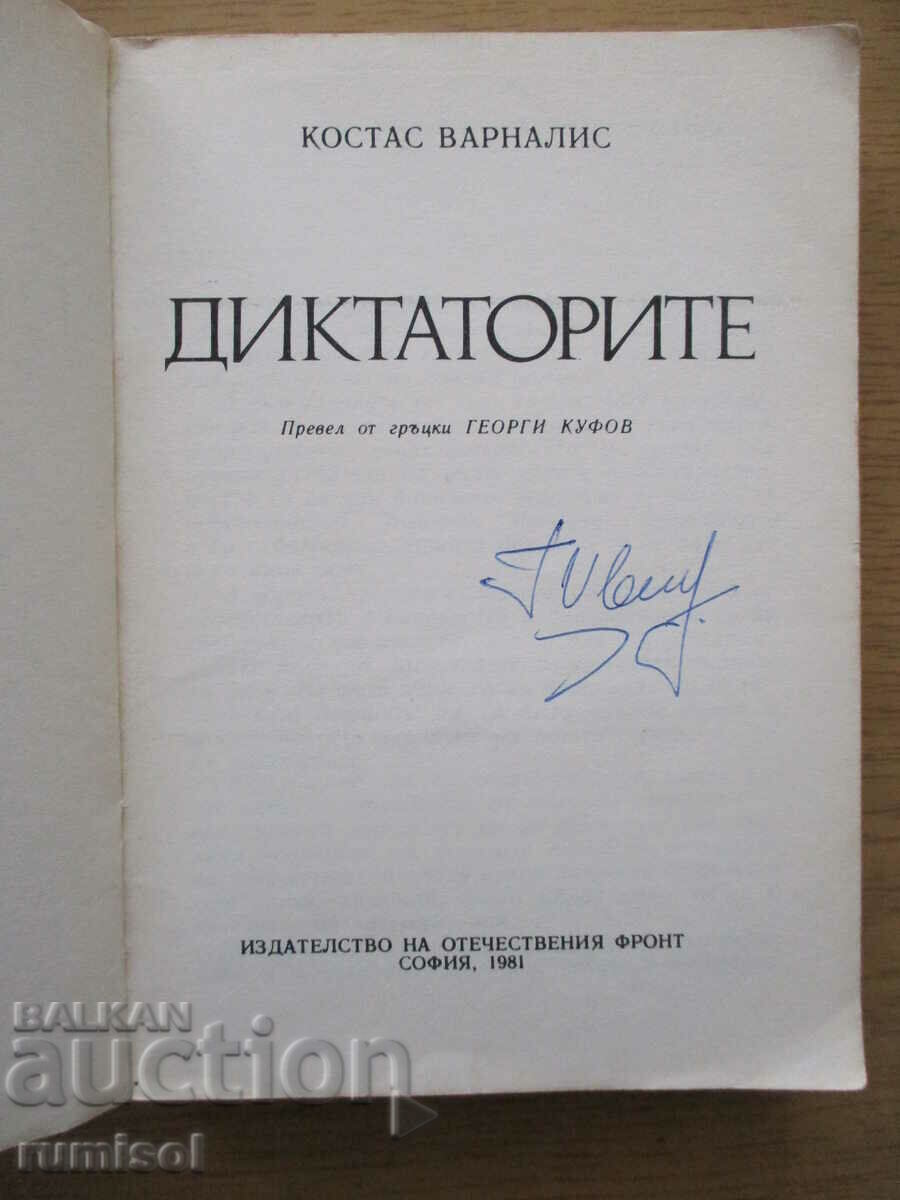 КОСТАС ВАРНАЛИС
ДИКТАТОРИТЕ
Превел от гръцки ГЕОРГИ КУФОВ
ИЗДАТЕЛСТВО НА ОТЕЧЕСТВЕНИЯ ФРОНТ
СОФИЯ, 1981
BALKAN
auction
rumisol